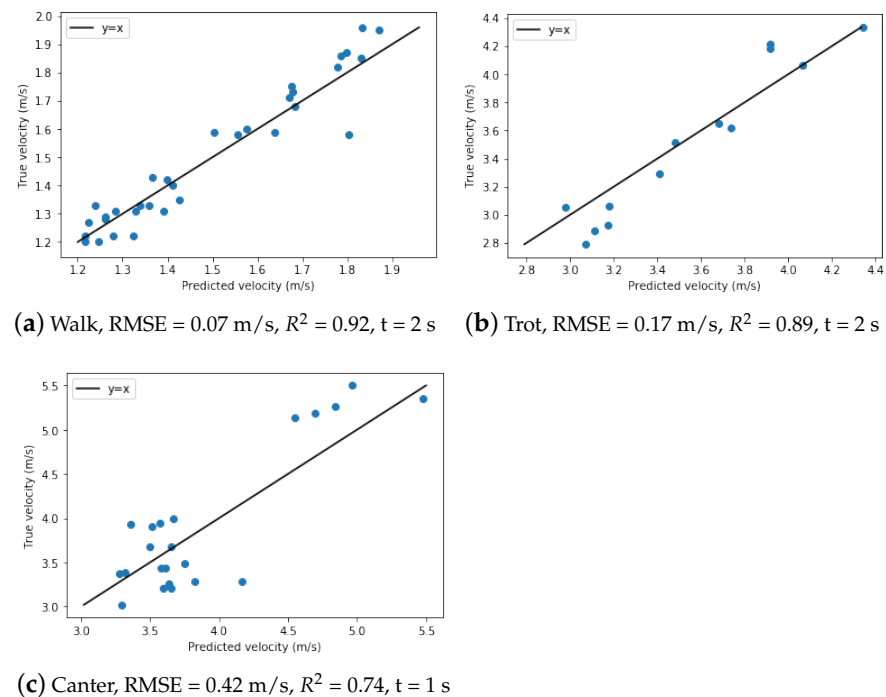 y=x
2.0
1.9
1.8
1.7
1.6
1.5
1.4
1.3
1.2
True velocity (m/s)
1.2 1.3 1.4 1.5 1.6 1.7 1.8 1.9
Predicted velocity (m/s)
(a) Walk, RMSE = 0.07 m/s, R² = 0.92, t = 2 s
y=x
4.4
4.2
4.0
3.8
3.6
3.4
3.2
3.0
2.8
True velocity (m/s)
2.8 3.0 3.2 3.4 3.6 3.8 4.0 4.2 4.4
Predicted velocity (m/s)
(b) Trot, RMSE = 0.17 m/s, R² = 0.89, t = 2 s
y=x
5.5
5.0
4.5
4.0
3.5
3.0
True velocity (m/s)
3.0 3.5 4.0 4.5 5.0 5.5
Predicted velocity (m/s)
(c) Canter, RMSE = 0.42 m/s, R² = 0.74, t = 1 s